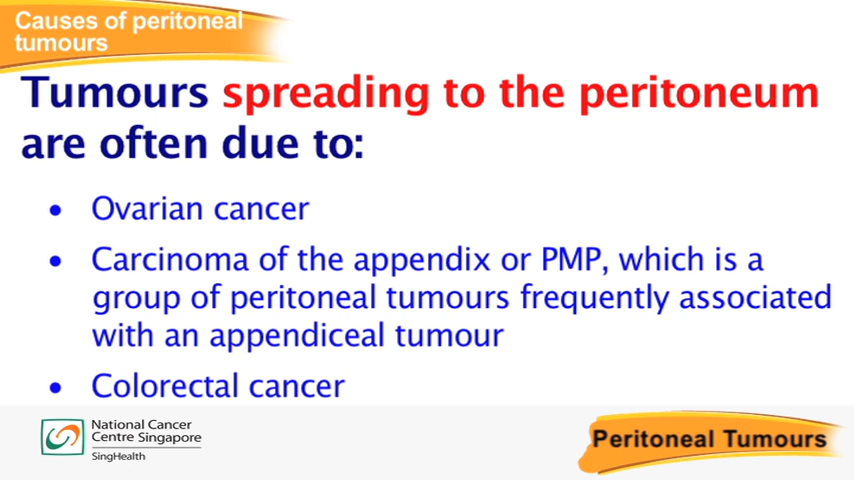 Causes of peritoneal
tumours
Tumours spreading to the peritoneum
are often due to:
• Ovarian cancer
• Carcinoma of the appendix or PMP, which is a
group of peritoneal tumours frequently associated
with an appendiceal tumour
• Colorectal cancer
National Cancer
Centre Singapore
SingHealth
Peritoneal Tumours